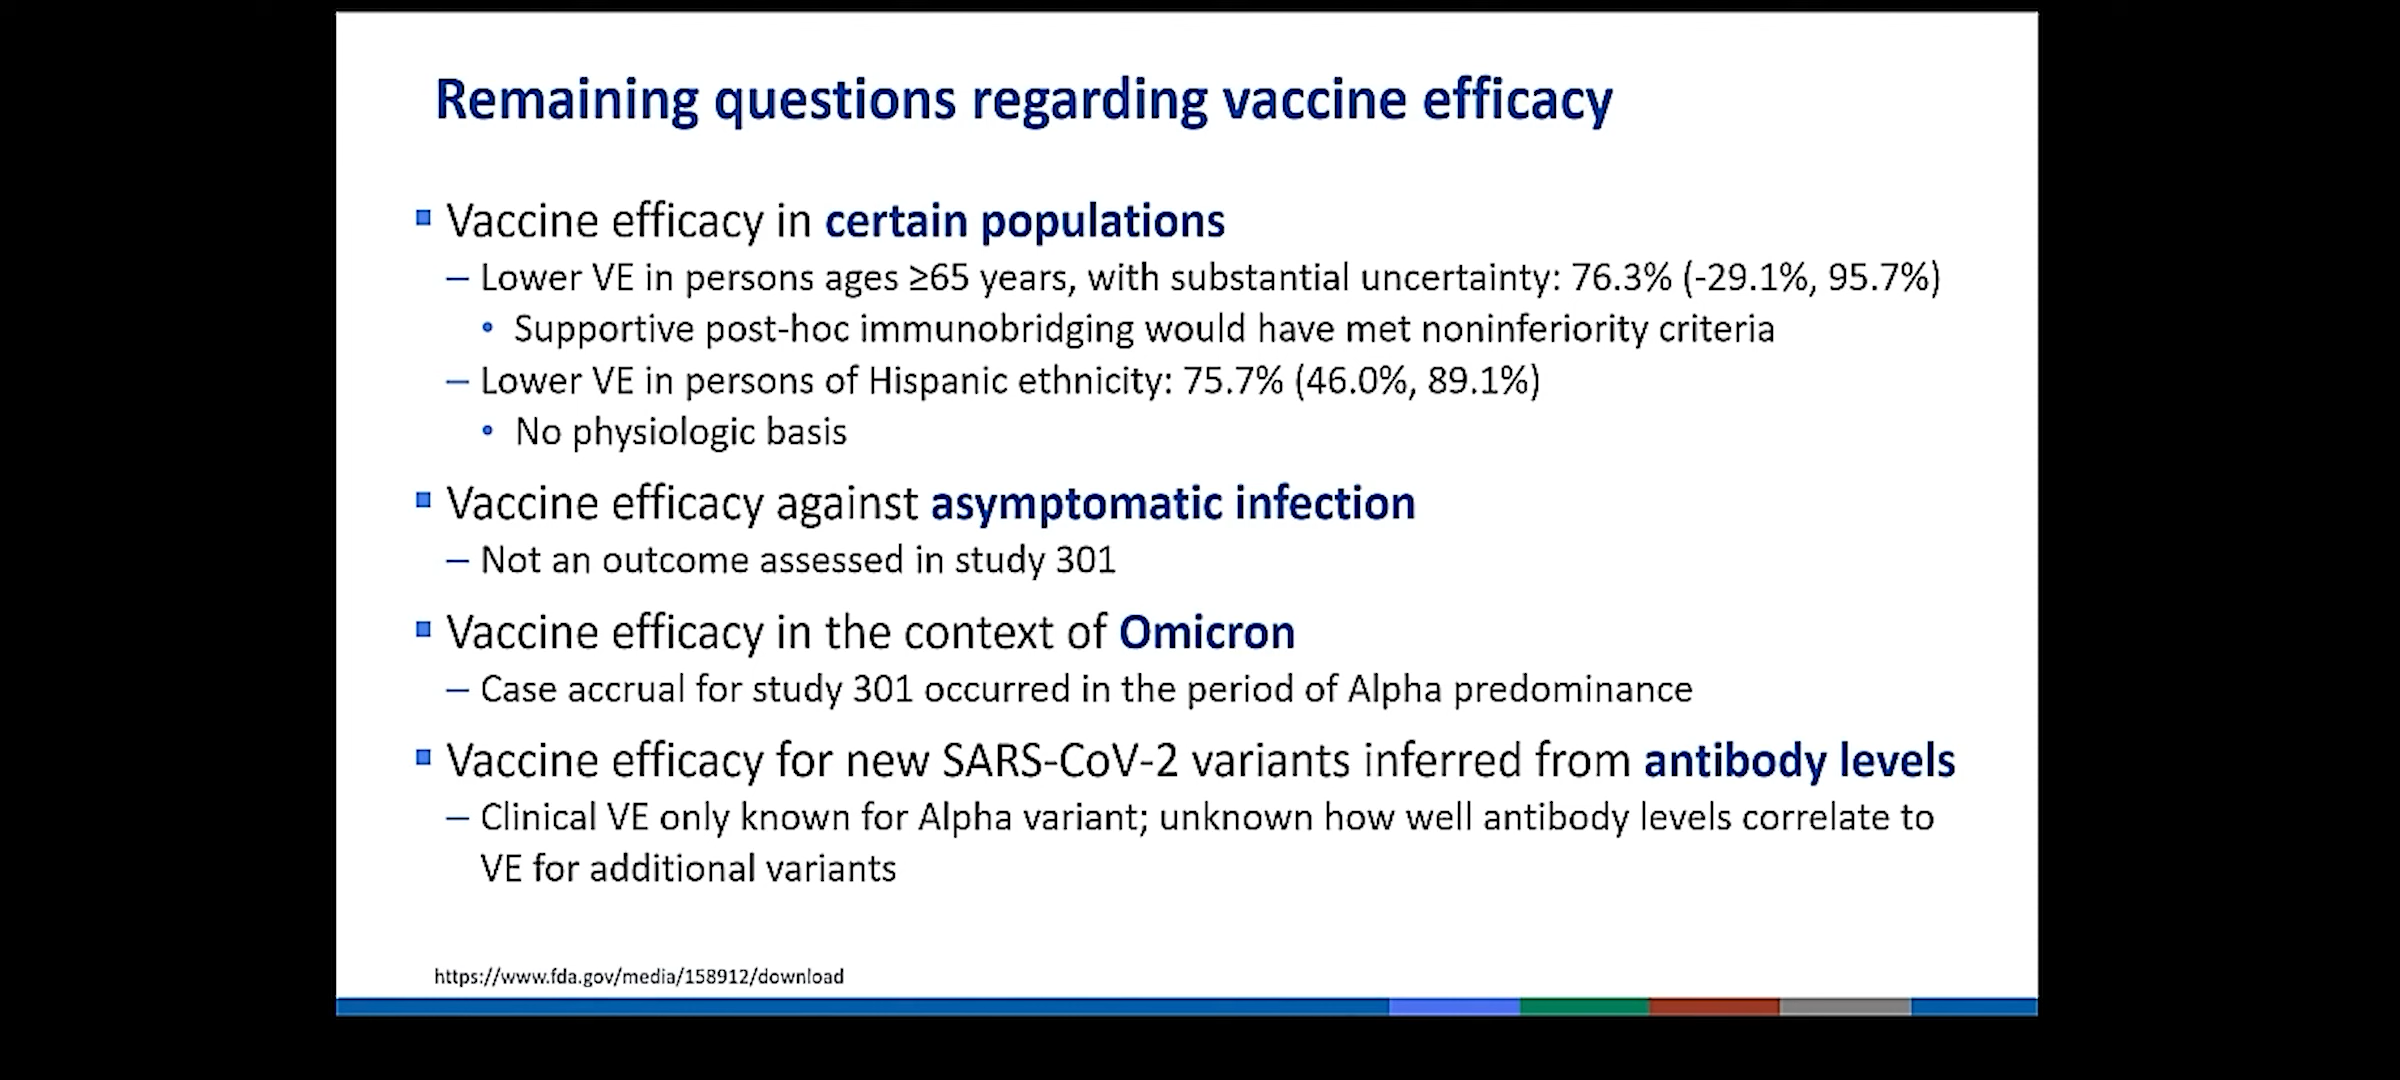 Remaining questions regarding vaccine efficacy
▪ Vaccine efficacy in certain populations
– Lower VE in persons ages ≥65 years, with substantial uncertainty: 76.3% (-29.1%, 95.7%)
• Supportive post-hoc immunobridging would have met noninferiority criteria
– Lower VE in persons of Hispanic ethnicity: 75.7% (46.0%, 89.1%)
• No physiologic basis
▪ Vaccine efficacy against asymptomatic infection
– Not an outcome assessed in study 301
▪ Vaccine efficacy in the context of Omicron
– Case accrual for study 301 occurred in the period of Alpha predominance
▪ Vaccine efficacy for new SARS-CoV-2 variants inferred from antibody levels
– Clinical VE only known for Alpha variant; unknown how well antibody levels correlate to
VE for additional variants
https://www.fda.gov/media/158912/download